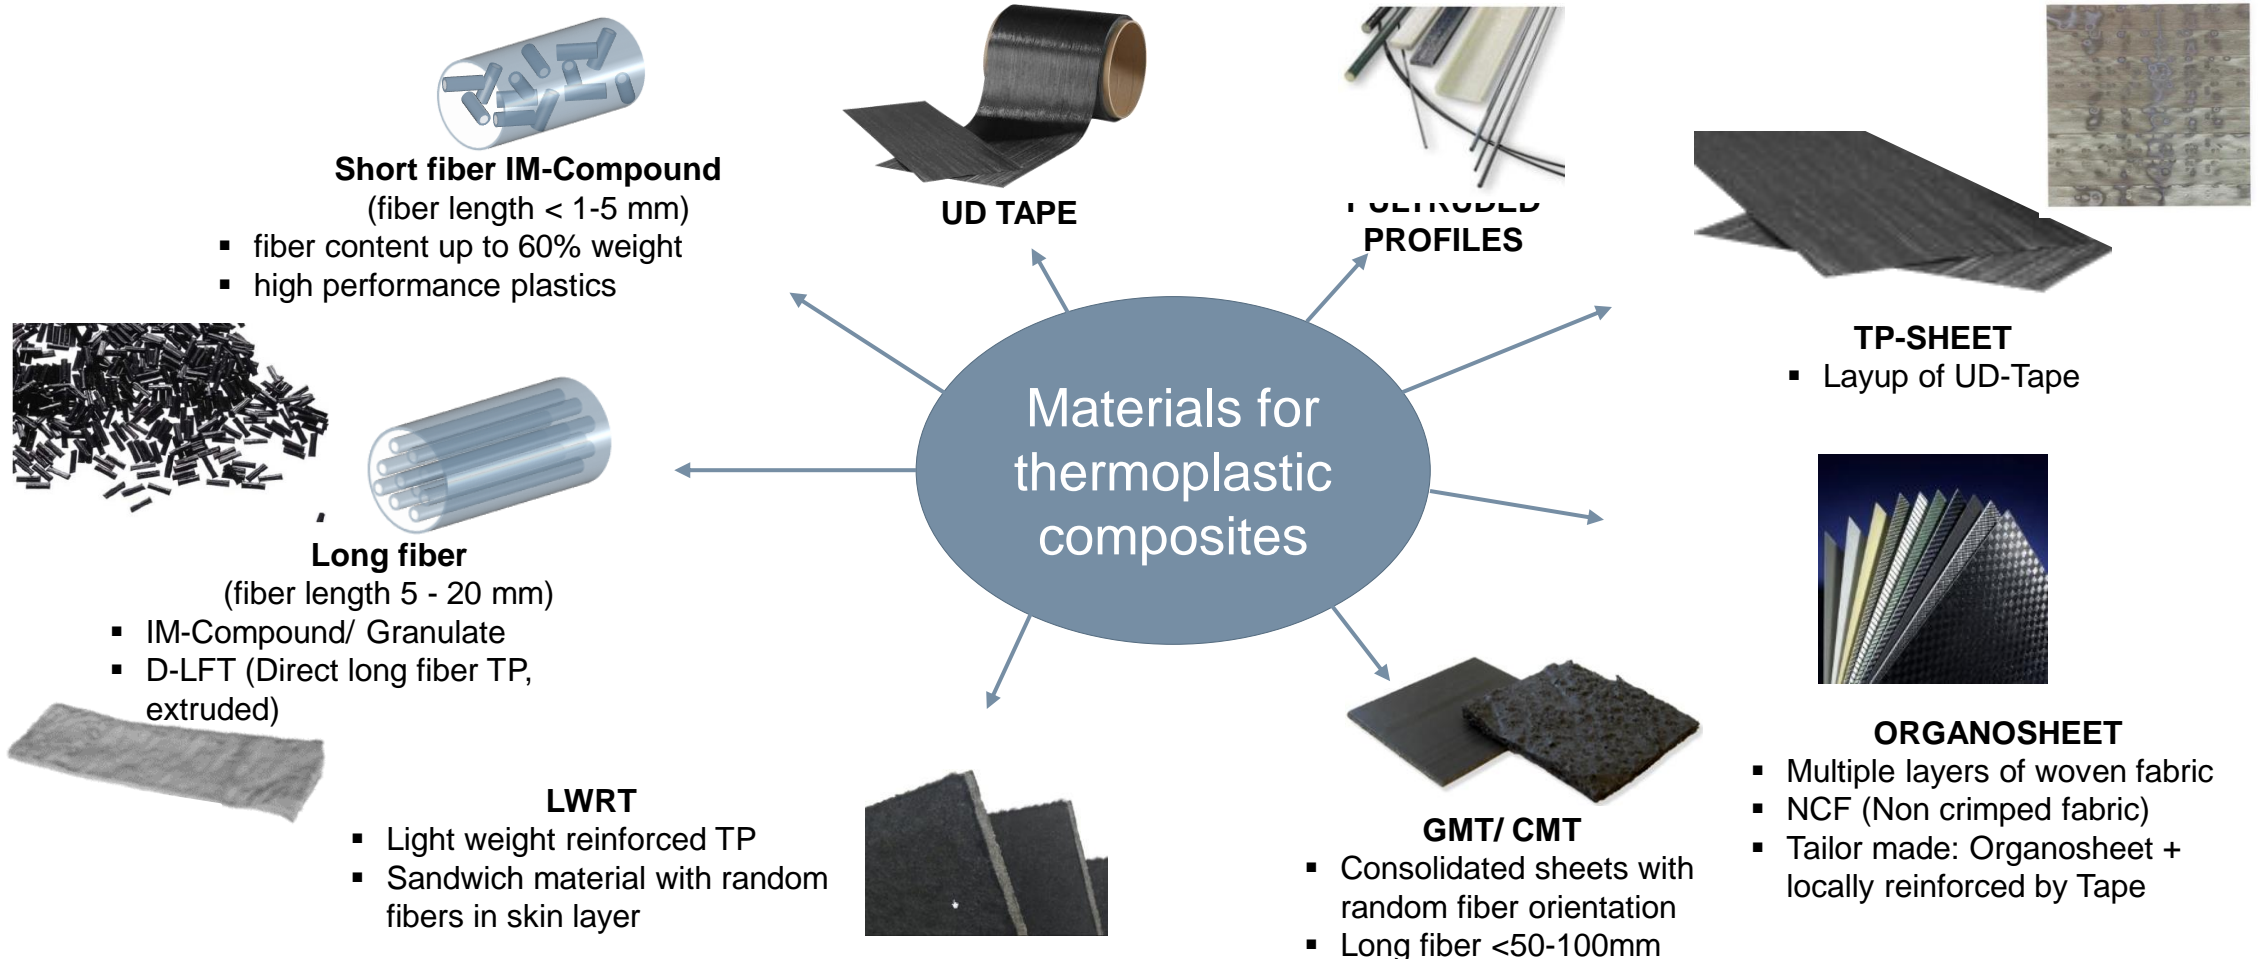 Short fiber IM-Compound
(fiber length < 1-5 mm)
▪ fiber content up to 60% weight
▪ high performance plastics
UD TAPE
PULTRUDED
PROFILES
TP-SHEET
▪ Layup of UD-Tape
Materials for
thermoplastic
composites
Long fiber
(fiber length 5 - 20 mm)
▪ IM-Compound/ Granulate
▪ D-LFT (Direct long fiber TP,
extruded)
LWRT
▪ Light weight reinforced TP
▪ Sandwich material with random
fibers in skin layer
GMT/ CMT
▪ Consolidated sheets with
random fiber orientation
▪ Long fiber <50-100mm
ORGANOSHEET
▪ Multiple layers of woven fabric
▪ NCF (Non crimped fabric)
▪ Tailor made: Organosheet +
locally reinforced by Tape